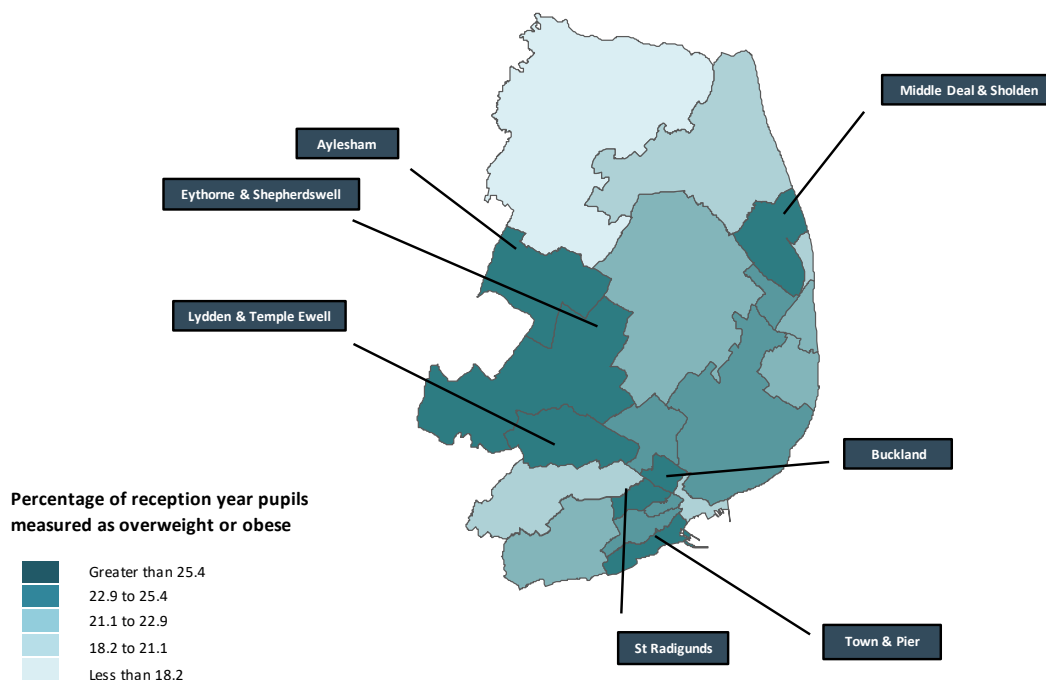 Middle Deal & Sholden
Aylesham
Eythorne & Shepherdswell
Lydden & Temple Ewell
Buckland
Percentage of reception year pupils
measured as overweight or obese
Greater than 25.4
22.9 to 25.4
21.1 to 22.9
18.2 to 21.1
Less than 18.2
St Radigunds
Town & Pier